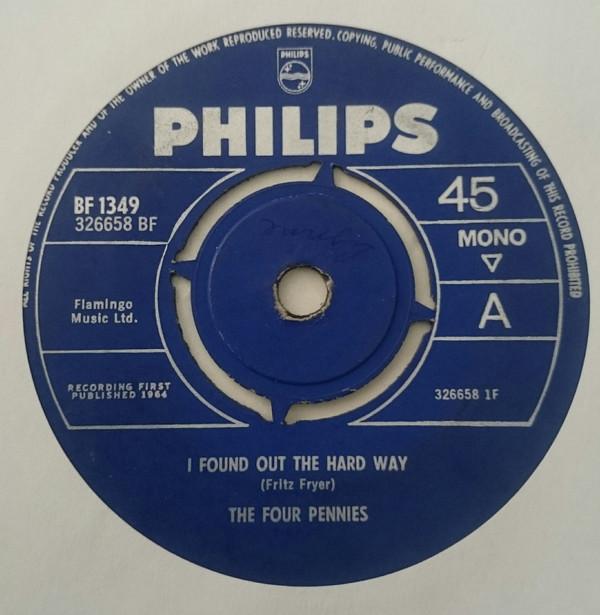 ALL RIGHTS OF THE RECORD PRODUCER AND OF THE OWNER OF THE WORK REPRODUCED RESERVED. COPYING, PUBLIC PERFORMANCE AND BROADCASTING OF THIS RECORD PROHIBITED
PHILIPS
PHILIPS
BF 1349
326658 BF
45
MONO
A
Flamingo
Music Ltd.
RECORDING FIRST
PUBLISHED 1964
326658 1F
I FOUND OUT THE HARD WAY
(Fritz Fryer)
THE FOUR PENNIES